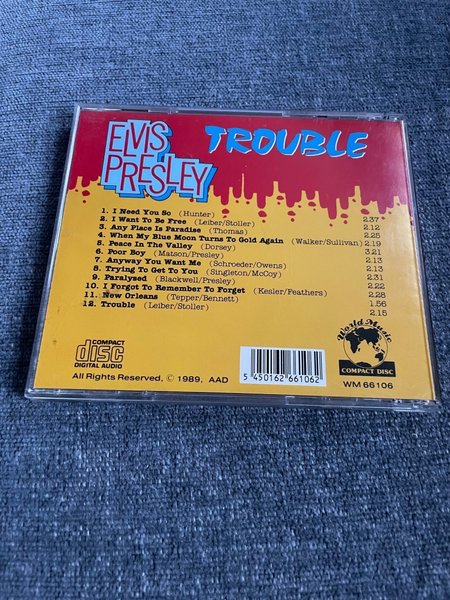 ELVIS PRESLEY
TROUBLE
1. I Need You So (Hunter) 2.37
2. I Want To Be Free (Leiber/Stoller) 2.12
3. Any Place Is Paradise (Thomas) 2.25
4. When My Blue Moon Turns To Gold Again (Walker/Sullivan) 2.19
5. Peace In The Valley (Dorsey) 3.21
6. Poor Boy (Matson/Presley) 2.13
7. Anyway You Want Me (Schroeder/Owens) 2.13
8. Trying To Get To You (Singleton/McCoy) 2.31
9. Paralysed (Blackwell/Presley) 2.22
10. I Forgot To Remember To Forget (Kesler/Feathers) 2.28
11. New Orleans (Tepper/Bennett) 1.56
12. Trouble (Leiber/Stoller) 2.15
COMPACT
disc
DIGITAL AUDIO
All Rights Reserved, © 1989, AAD
5 450162 661062
World Music
COMPACT DISC
WM 66106